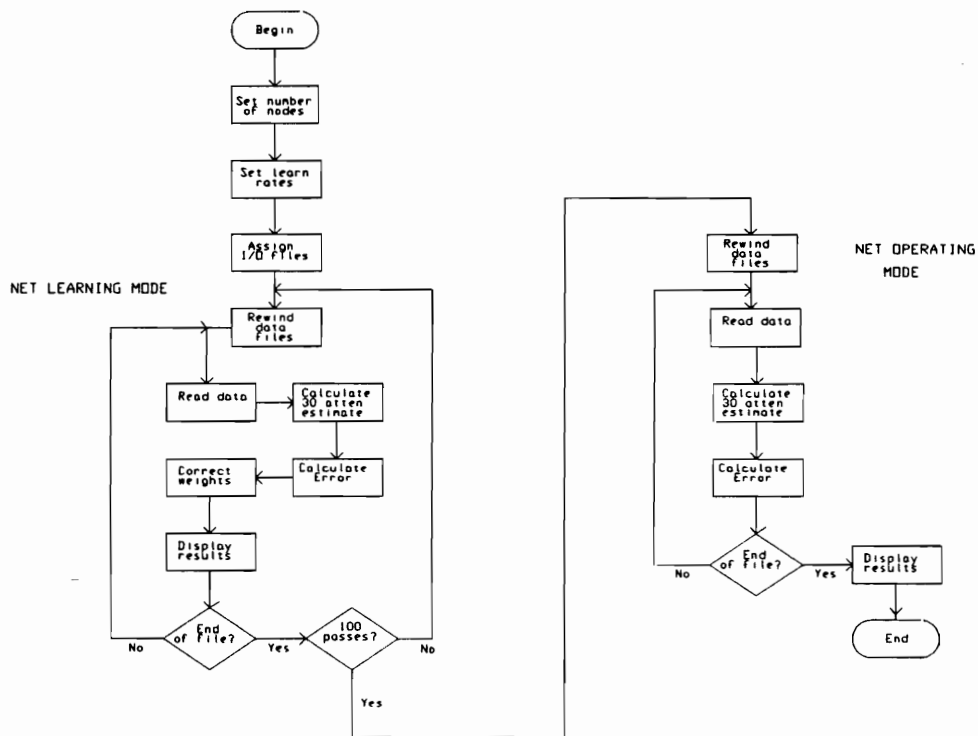 Begin
Set number
of nodes
Set learn
rates
Assign
I/O files
NET LEARNING MODE
Rewind
data
files
Read data
Calculate
30 atten
estimate
Correct
weights
Calculate
Error
Display
results
End
of file?
No
Yes
100
passes?
No
Yes
NET OPERATING
MODE
Rewind
data
files
Read data
Calculate
30 atten
estimate
Calculate
Error
End
of file?
No
Yes
Display
results
End